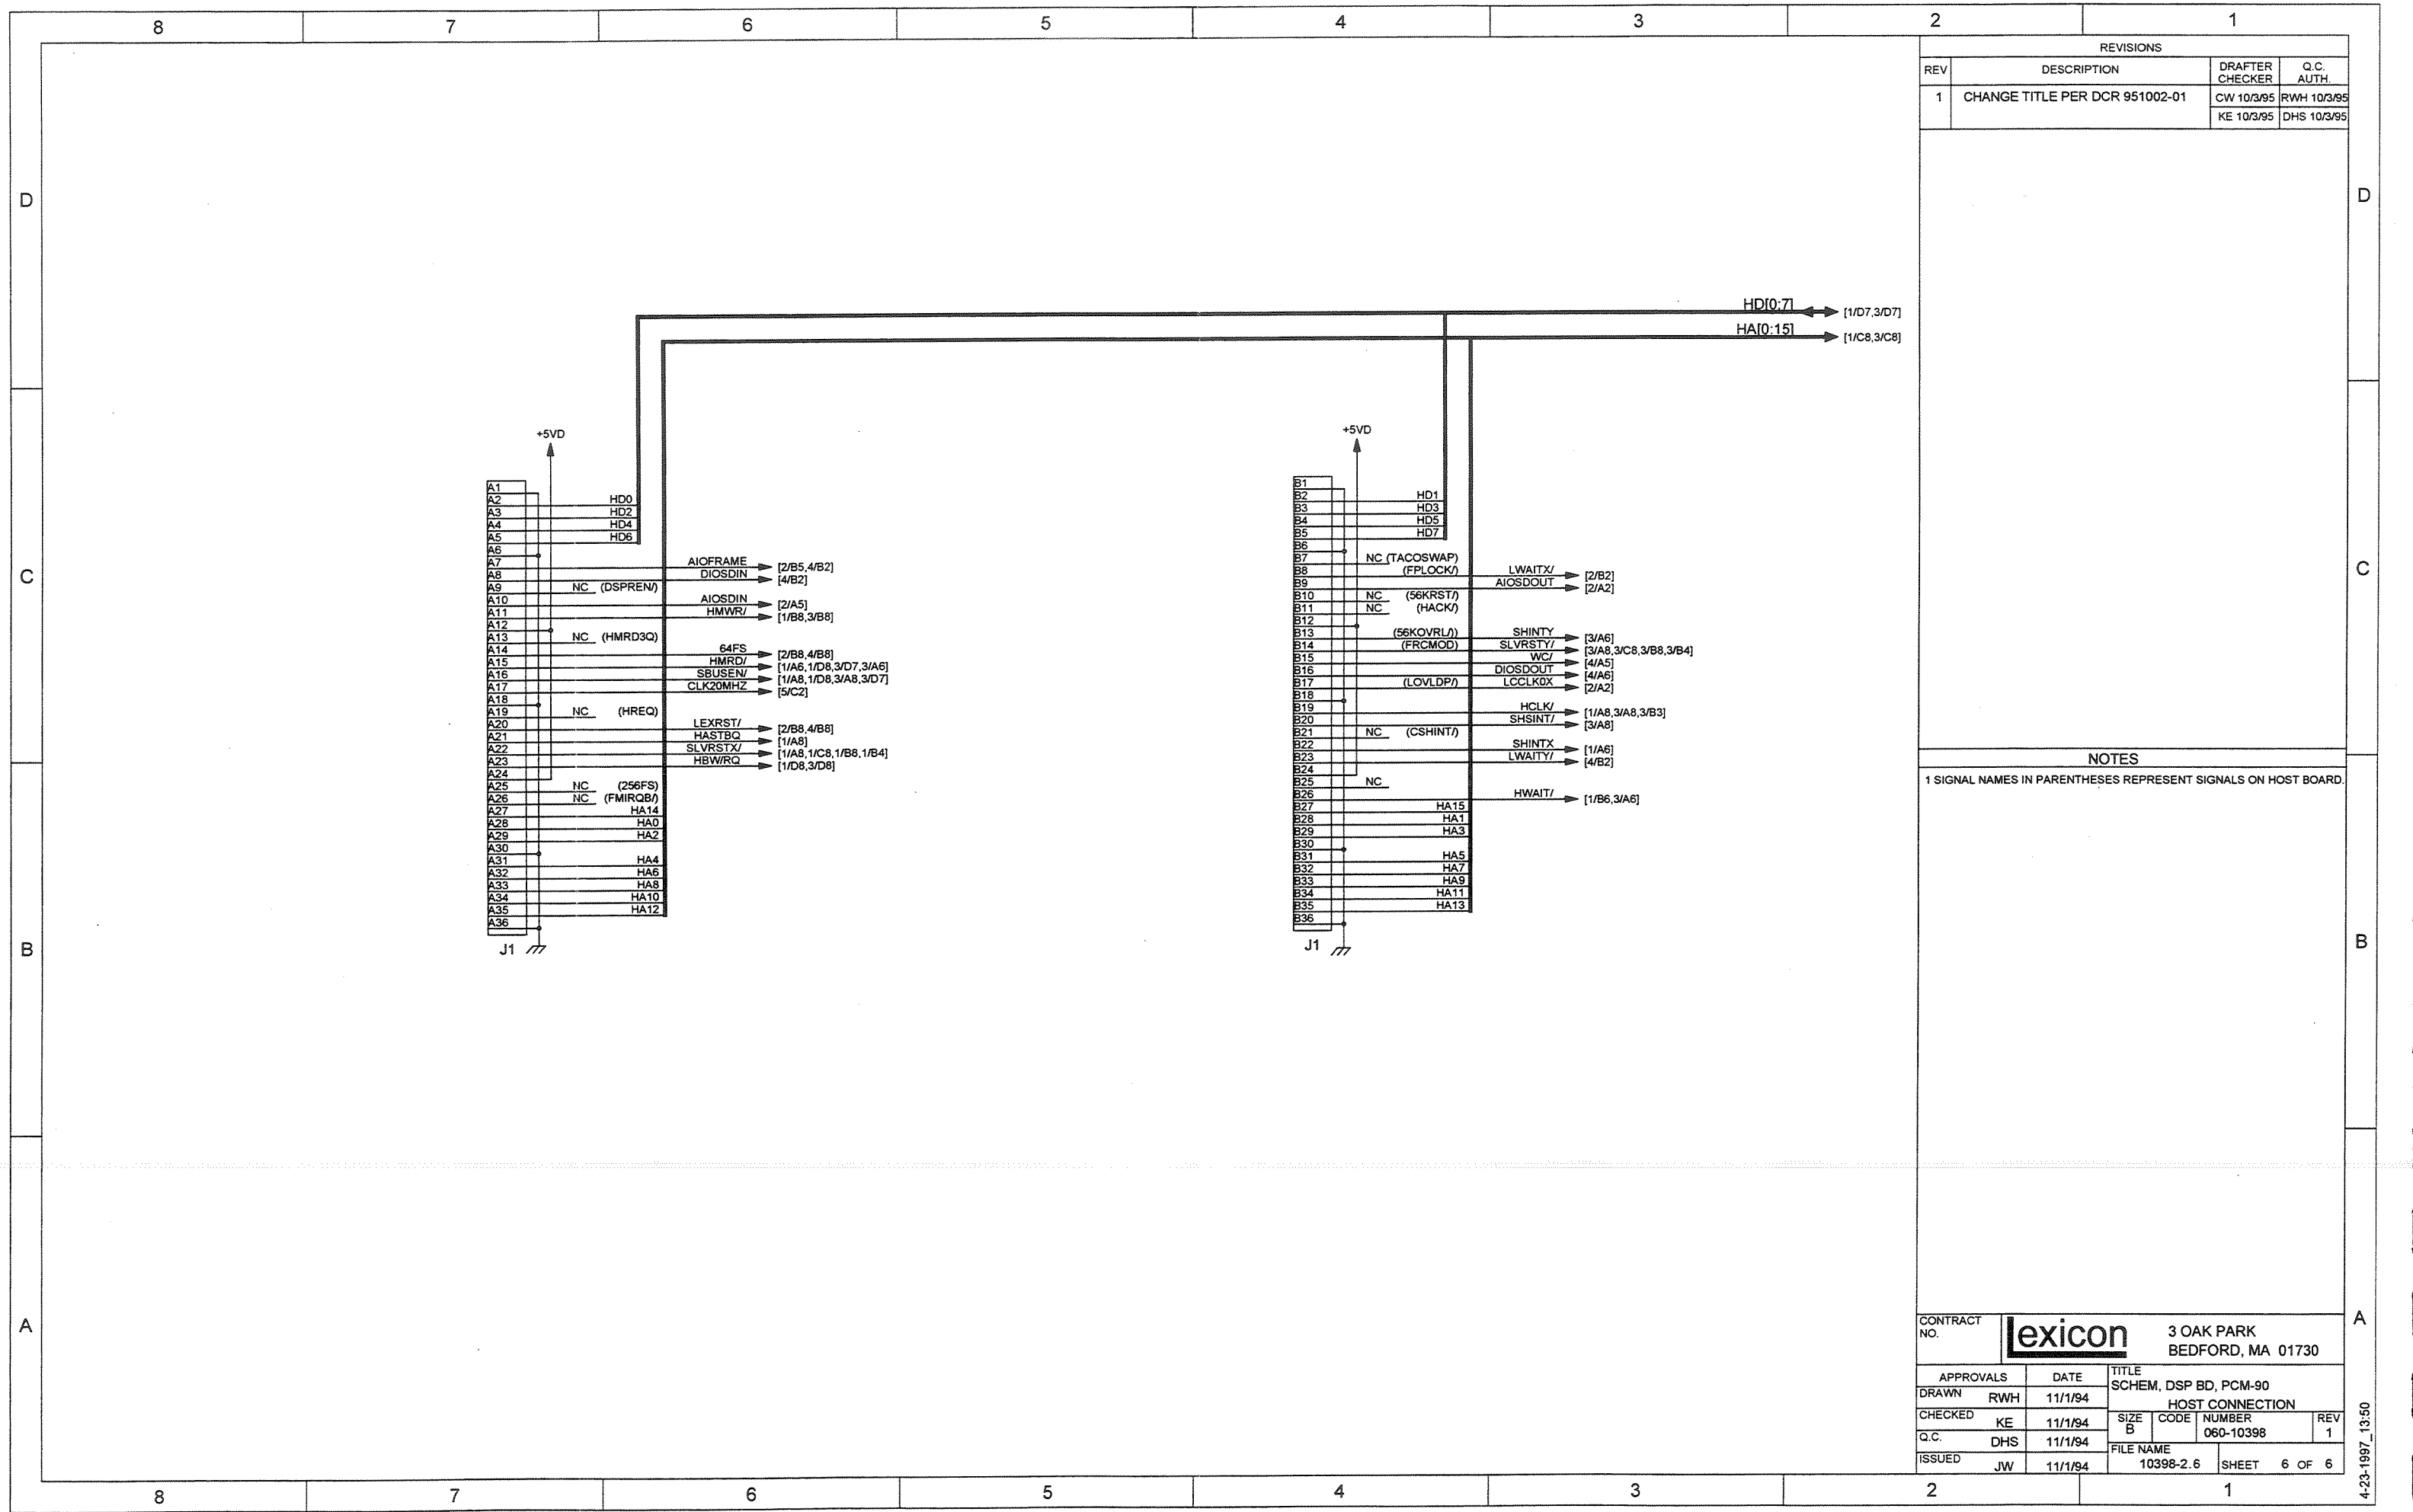 8 7 6 5 4 3 2 1
REVISIONS
REV DESCRIPTION DRAFTER CHECKER Q.C. AUTH.
1 CHANGE TITLE PER DCR 951002-01 CW 10/3/95 RWH 10/3/95
KE 10/3/95 DHS 10/3/95
D D
HD[0:7] [1/D7,3/D7]
HA[0:15] [1/C8,3/C8]
+5VD
A1
A2 HD0
A3 HD2
A4 HD4
A5 HD6
A6
A7 AIOFRAME [2/B5,4/B2]
A8 DIOSDIN [4/B2]
A9 NC (DSPREN/)
A10 AIOSDIN [2/A5]
A11 HMWR/ [1/B8,3/B8]
A12
A13 NC (HMRD3Q)
A14 64FS [2/B8,4/B8]
A15 HMRD/ [1/A6,1/D8,3/D7,3/A6]
A16 SBUSEN/ [1/A8,1/D8,3/A8,3/D7]
A17 CLK20MHZ [5/C2]
A18
A19 NC (HREQ)
A20 LEXRST/ [2/B8,4/B8]
A21 HASTBQ [1/A8]
A22 SLVRSTX/ [1/A8,1/C8,1/B8,1/B4]
A23 HBW/RQ [1/D8,3/D8]
A24
A25 NC (256FS)
A26 NC (FMIRQB/)
A27 HA14
A28 HA0
A29 HA2
A30
A31 HA4
A32 HA6
A33 HA8
A34 HA10
A35 HA12
A36
J1
+5VD
B1
B2 HD1
B3 HD3
B4 HD5
B5 HD7
B6
B7 NC (TACOSWAP)
B8 (FPLOCK/) LWAITX/ [2/B2]
B9 AIOSDOUT [2/A2]
B10 NC (56KRST/)
B11 NC (HACK/)
B12
B13 (56KOVRL/)) SHINTY [3/A6]
B14 (FRCMOD) SLVRSTY/ [3/A8,3/C8,3/B8,3/B4]
B15 WC/ [4/A5]
B16 DIOSDOUT [4/A6]
B17 (LOVLDP/) LCCLK0X [2/A2]
B18
B19 HCLK/ [1/A8,3/A8,3/B3]
B20 SHSINT/ [3/A8]
B21 NC (CSHINT/)
B22 SHINTX [1/A6]
B23 LWAITY/ [4/B2]
B24
B25 NC
B26 HWAIT/ [1/B6,3/A6]
B27 HA15
B28 HA1
B29 HA3
B30
B31 HA5
B32 HA7
B33 HA9
B34 HA11
B35 HA13
B36
J1
C C
NOTES
1 SIGNAL NAMES IN PARENTHESES REPRESENT SIGNALS ON HOST BOARD.
B B
A A
CONTRACT NO.
Lexicon
3 OAK PARK
BEDFORD, MA 01730
APPROVALS DATE
DRAWN RWH 11/1/94
CHECKED KE 11/1/94
Q.C. DHS 11/1/94
ISSUED JW 11/1/94
TITLE
SCHEM, DSP BD, PCM-90
HOST CONNECTION
SIZE B CODE NUMBER 060-10398 REV 1
FILE NAME 10398-2.6 SHEET 6 OF 6
4-23-1997_13:50
8 7 6 5 4 3 2 1